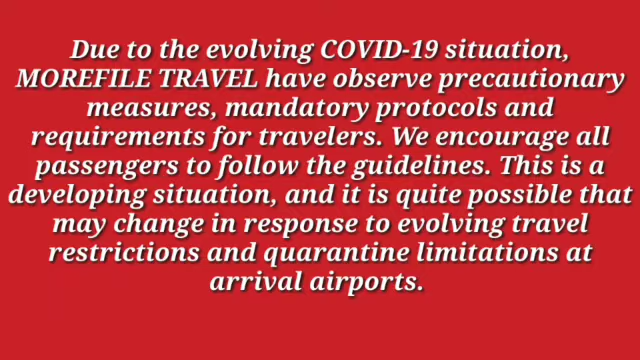 Due to the evolving COVID-19 situation,
MOREFILE TRAVEL have observe precautionary
measures, mandatory protocols and
requirements for travelers. We encourage all
passengers to follow the guidelines. This is a
developing situation, and it is quite possible that
may change in response to evolving travel
restrictions and quarantine limitations at
arrival airports.